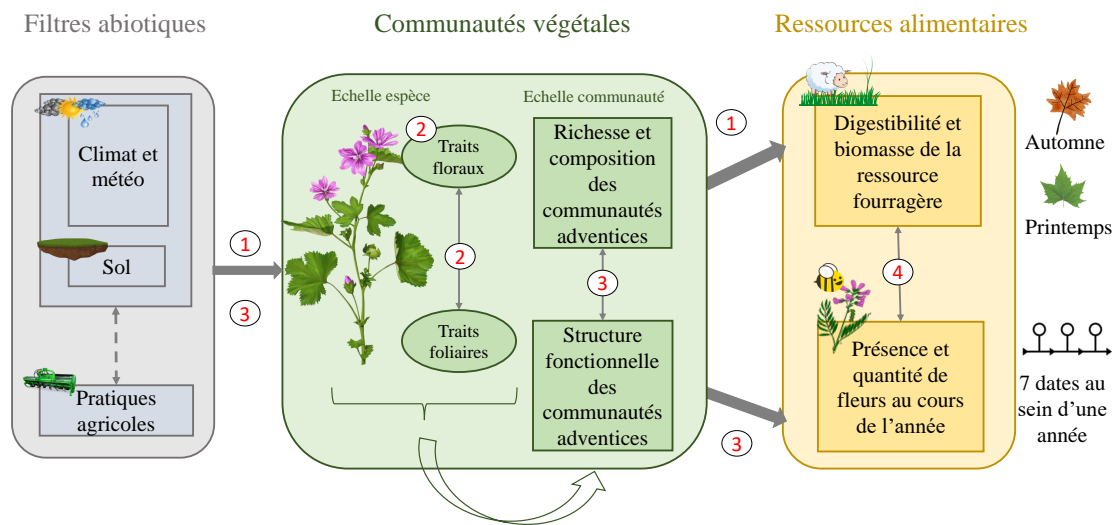 Filtres abiotiques
Communautés végétales
Ressources alimentaires
Climat et
météo
Sol
Pratiques
agricoles
1
3
Echelle espèce
2
Traits
floraux
2
Traits
foliaires
Echelle communauté
Richesse et
composition
des
communautés
adventices
3
Structure
fonctionnelle
des
communautés
adventices
1
3
Digestibilité et
biomasse de la
ressource
fourragère
4
Présence et
quantité de
fleurs au cours
de l’année
Automne
Printemps
7 dates au
sein d’une
année